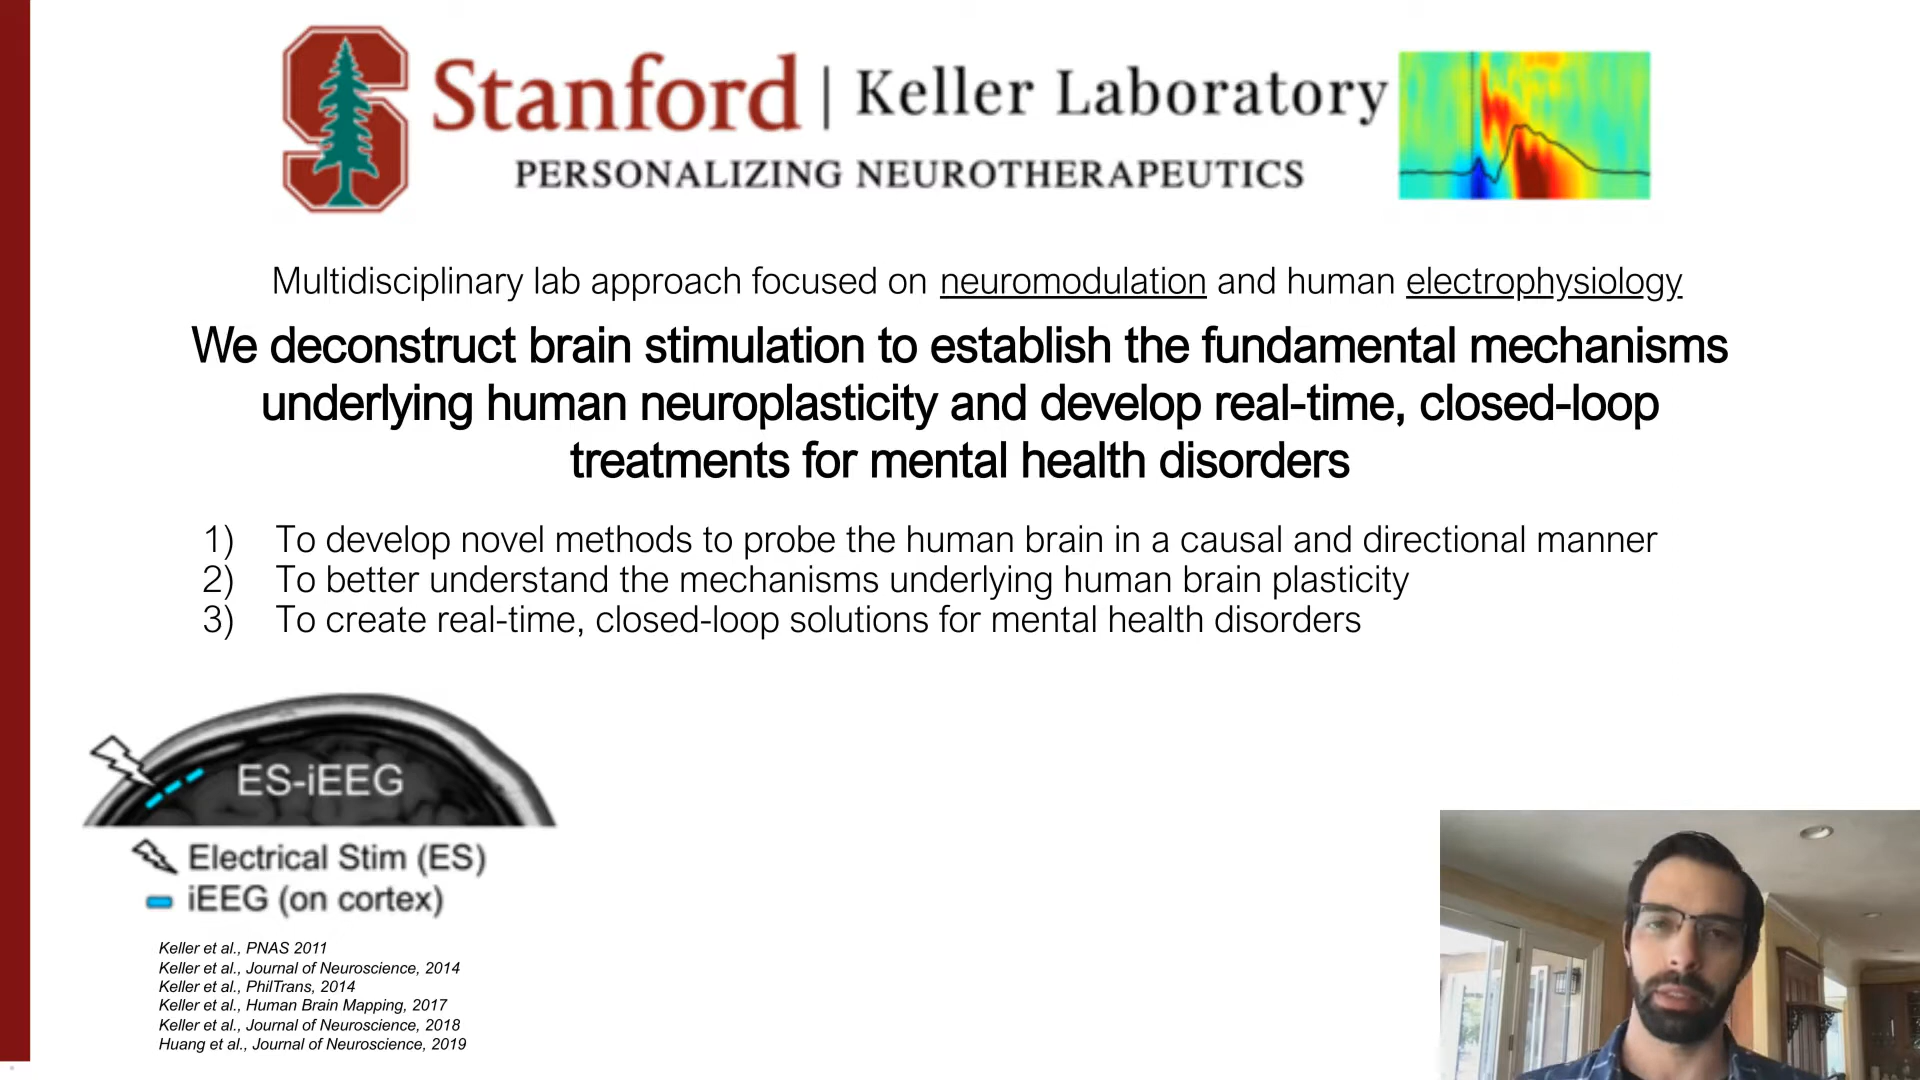 Stanford | Keller Laboratory
PERSONALIZING NEUROTHERAPEUTICS
Multidisciplinary lab approach focused on neuromodulation and human electrophysiology
We deconstruct brain stimulation to establish the fundamental mechanisms
underlying human neuroplasticity and develop real-time, closed-loop
treatments for mental health disorders
1) To develop novel methods to probe the human brain in a causal and directional manner
2) To better understand the mechanisms underlying human brain plasticity
3) To create real-time, closed-loop solutions for mental health disorders
ES-iEEG
Electrical Stim (ES)
iEEG (on cortex)
Keller et al., PNAS 2011
Keller et al., Journal of Neuroscience, 2014
Keller et al., PhilTrans, 2014
Keller et al., Human Brain Mapping, 2017
Keller et al., Journal of Neuroscience, 2018
Huang et al., Journal of Neuroscience, 2019